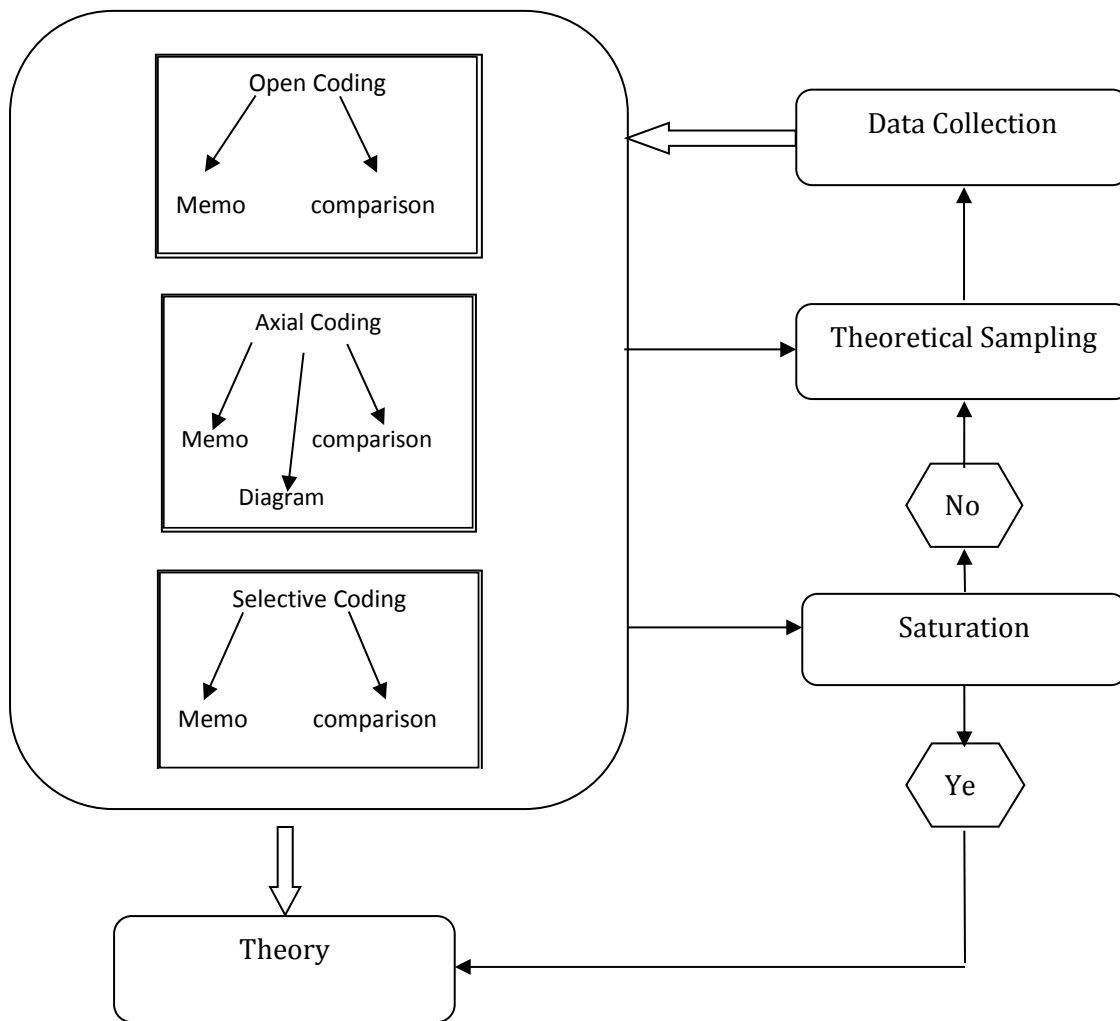 Open Coding
Memo comparison
Axial Coding
Memo comparison
Diagram
Selective Coding
Memo comparison
Data Collection
Theoretical Sampling
No
Saturation
Ye
Theory